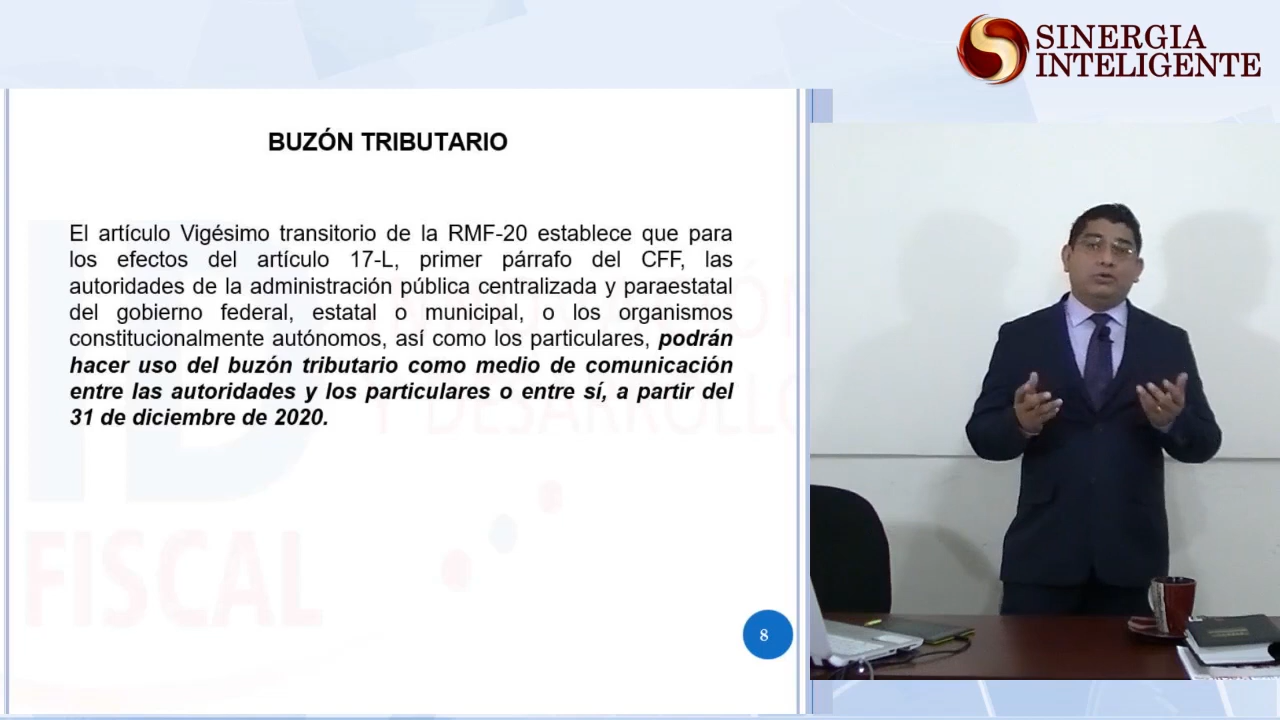 SINERGIA
INTELIGENTE
BUZÓN TRIBUTARIO
El artículo Vigésimo transitorio de la RMF-20 establece que para
los efectos del artículo 17-L, primer párrafo del CFF, las
autoridades de la administración pública centralizada y paraestatal
del gobierno federal, estatal o municipal, o los organismos
constitucionalmente autónomos, así como los particulares, podrán
hacer uso del buzón tributario como medio de comunicación
entre las autoridades y los particulares o entre sí, a partir del
31 de diciembre de 2020.
Y DESARROLLO
FISCAL
8